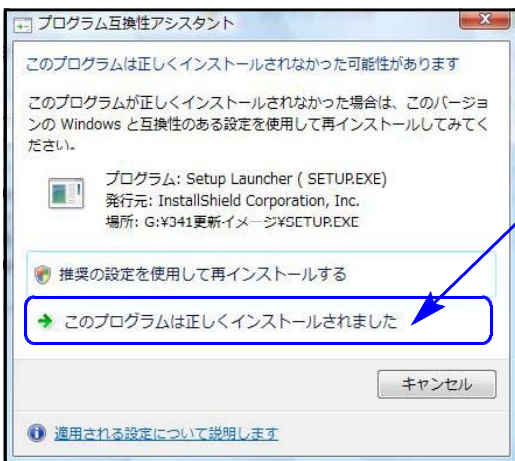 プログラム互換性アシスタント
このプログラムは正しくインストールされなかった可能性があります
このプログラムが正しくインストールされなかった場合は、このバージョ
ンの Windows と互換性のある設定を使用して再インストールしてみてく
ださい。
プログラム: Setup Launcher ( SETUP.EXE)
発行元: InstallShield Corporation, Inc.
場所: G:¥341更新イメージ¥SETUP.EXE
推奨の設定を使用して再インストールする
このプログラムは正しくインストールされました
キャンセル
適用される設定について説明します